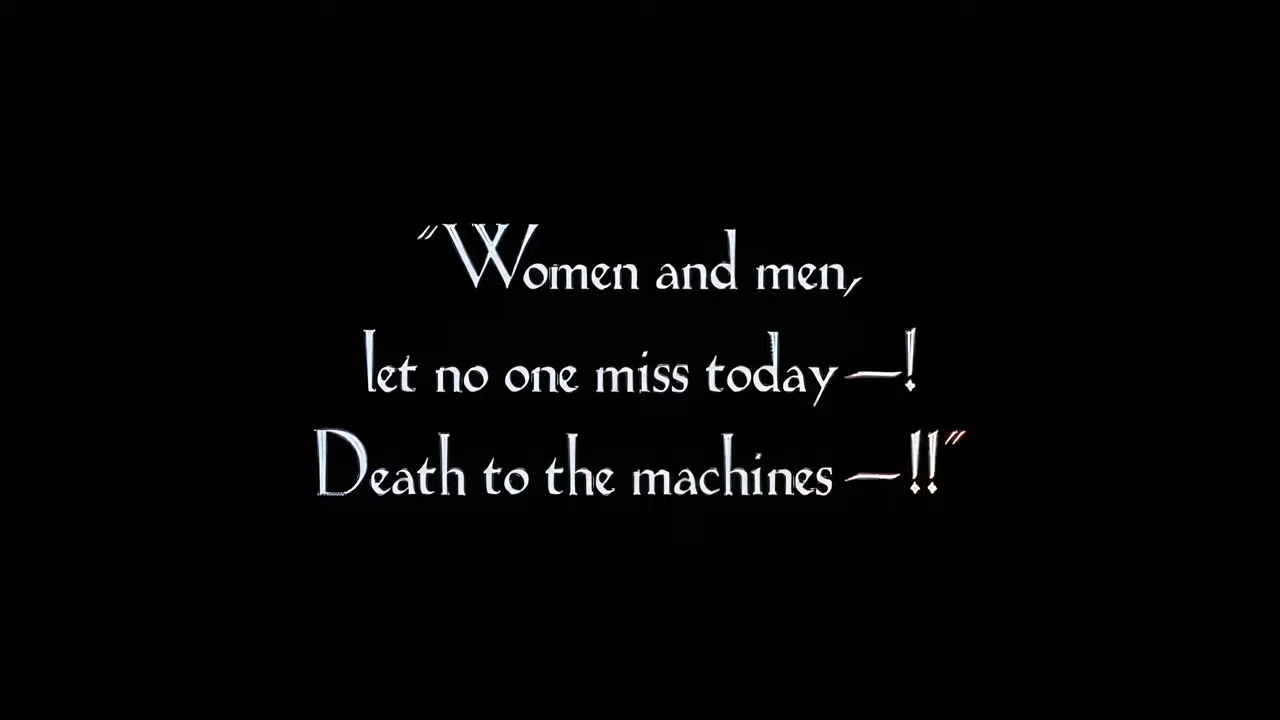 "Women and men,
let no one miss today—!
Death to the machines—!!"